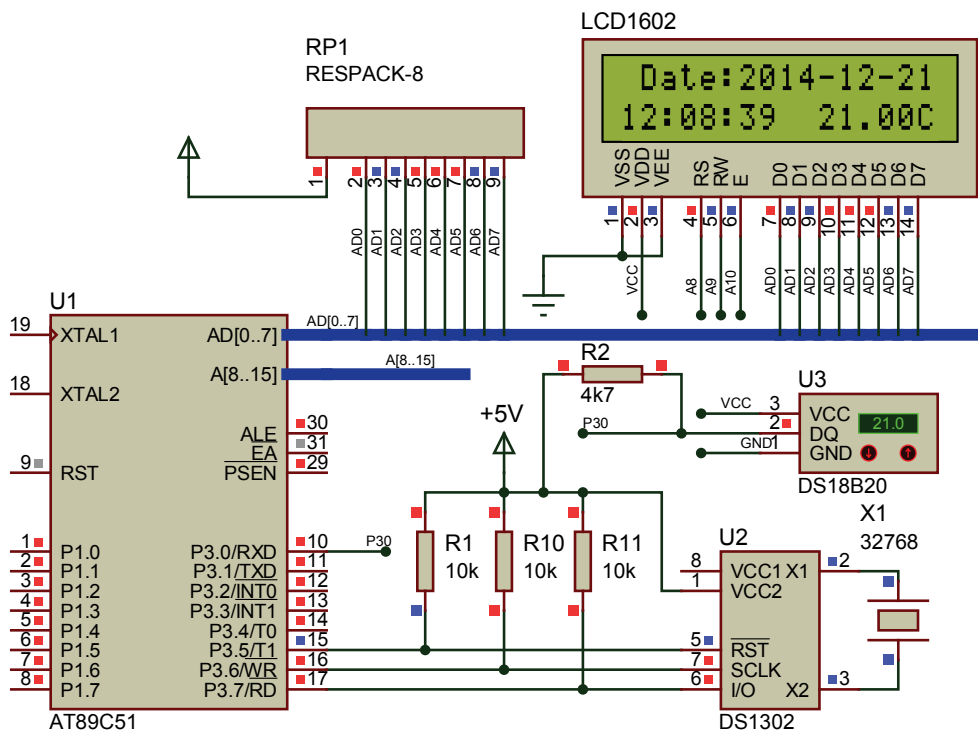 LCD1602
RP1
RESPACK-8
Date:2014-12-21
12:08:39 21.00C
VSS VDD VEE RS RW E D0 D1 D2 D3 D4 D5 D6 D7
1 2 3 4 5 6 7 8 9 10 11 12 13 14
1 2 3 4 5 6 7 8 9
AD0 AD1 AD2 AD3 AD4 AD5 AD6 AD7
VCC A8 A9 A10 AD0 AD1 AD2 AD3 AD4 AD5 AD6 AD7
U1
19 XTAL1 AD[0..7] AD[0..7]
A[8..15] A[8..15]
18 XTAL2
ALE 30
EA 31
9 RST PSEN 29
1 P1.0 P3.0/RXD 10 P30
2 P1.1 P3.1/TXD 11
3 P1.2 P3.2/INT0 12
4 P1.3 P3.3/INT1 13
5 P1.4 P3.4/T0 14
6 P1.5 P3.5/T1 15
7 P1.6 P3.6/WR 16
8 P1.7 P3.7/RD 17
AT89C51
R2
4k7
+5V
U3
VCC 3 VCC 21.0
P30 2 DQ
GND 1 GND
DS18B20
R1
10k
R10
10k
R11
10k
X1
32768
U2
8 VCC1 X1 2
1 VCC2
5 RST
7 SCLK
6 I/O X2 3
DS1302